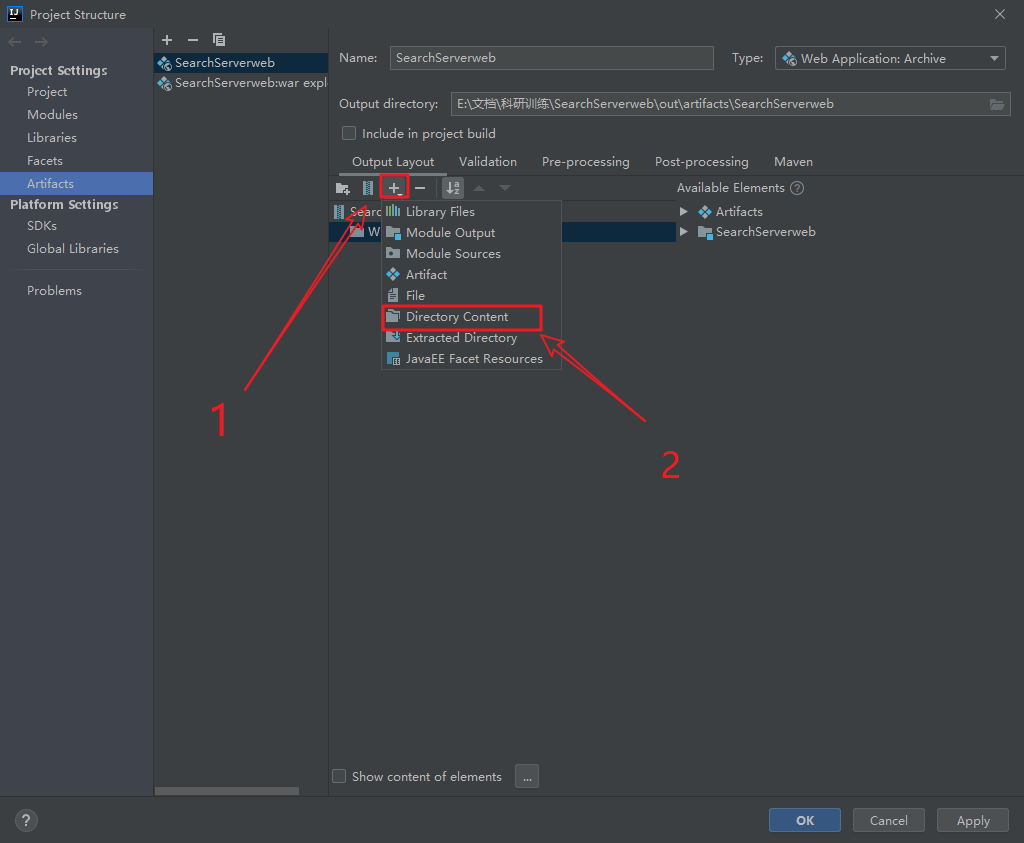 Project Structure
Project Settings
Project
Modules
Libraries
Facets
Artifacts
Platform Settings
SDKs
Global Libraries
Problems
SearchServerweb
SearchServerweb:war expl
Name: SearchServerweb Type: Web Application: Archive
Output directory: E:\文档\科研训练\SearchServerweb\out\artifacts\SearchServerweb
Include in project build
Output Layout Validation Pre-processing Post-processing Maven
Available Elements ?
Searc
W
Library Files
Module Output
Module Sources
Artifact
File
Directory Content
Extracted Directory
JavaEE Facet Resources
Artifacts
SearchServerweb
1
2
Show content of elements ...
? OK Cancel Apply